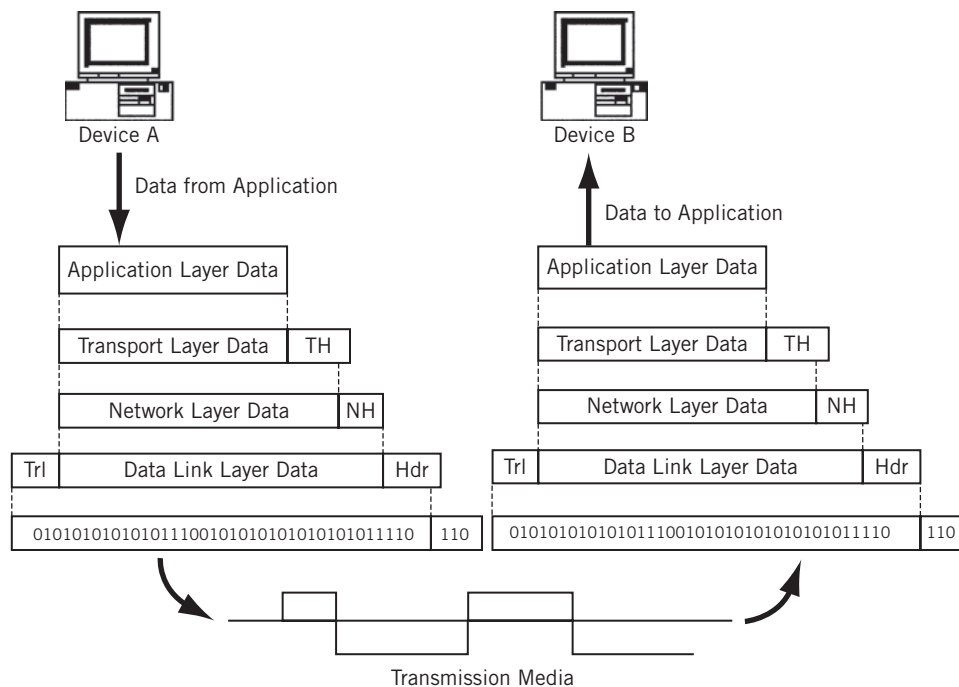 Device A
Device B
Data from Application
Data to Application
Application Layer Data
Application Layer Data
Transport Layer Data TH
Transport Layer Data TH
Network Layer Data NH
Network Layer Data NH
Trl Data Link Layer Data Hdr
Trl Data Link Layer Data Hdr
01010101010101110010101010101010101011110 110
01010101010101110010101010101010101011110 110
Transmission Media